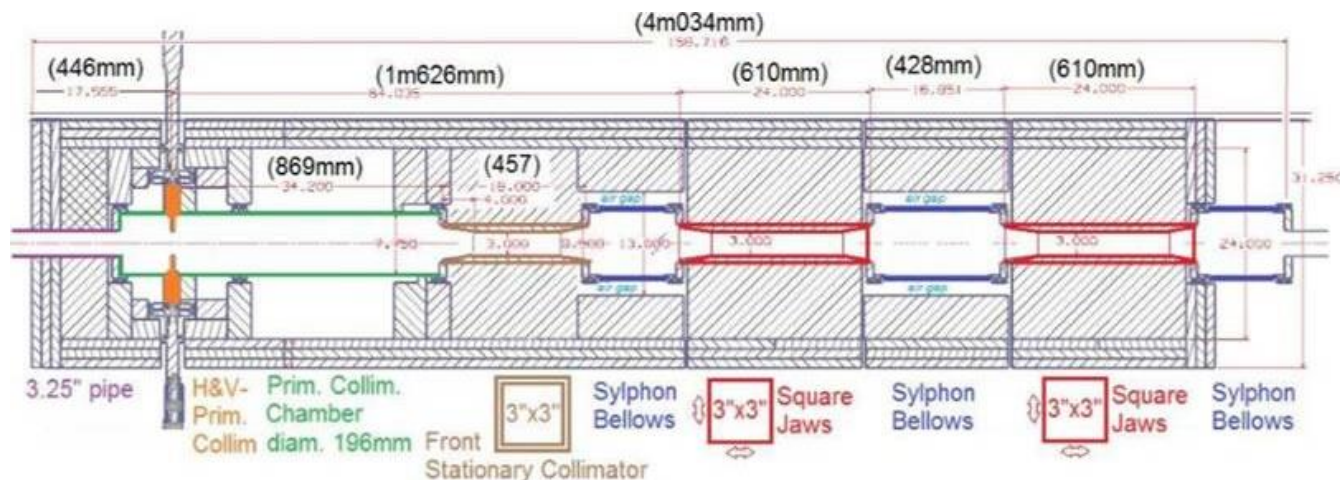 (4m034mm)
158.716
(446mm)
(1m626mm)
(610mm)
(428mm)
(610mm)
17.555
84.035
24.000
16.851
24.000
(869mm)
(457)
34.200
18.000
4.000
air gap
air gap
31.250
7.750
3.000
13.000
3.000
3.000
24.000
air gap
air gap
3.25" pipe
H&V-
Prim.
Collim
Prim. Collim.
Chamber
diam. 196mm
Front
Stationary Collimator
3"x3"
Sylphon
Bellows
3"x3"
Square
Jaws
Sylphon
Bellows
3"x3"
Square
Jaws
Sylphon
Bellows